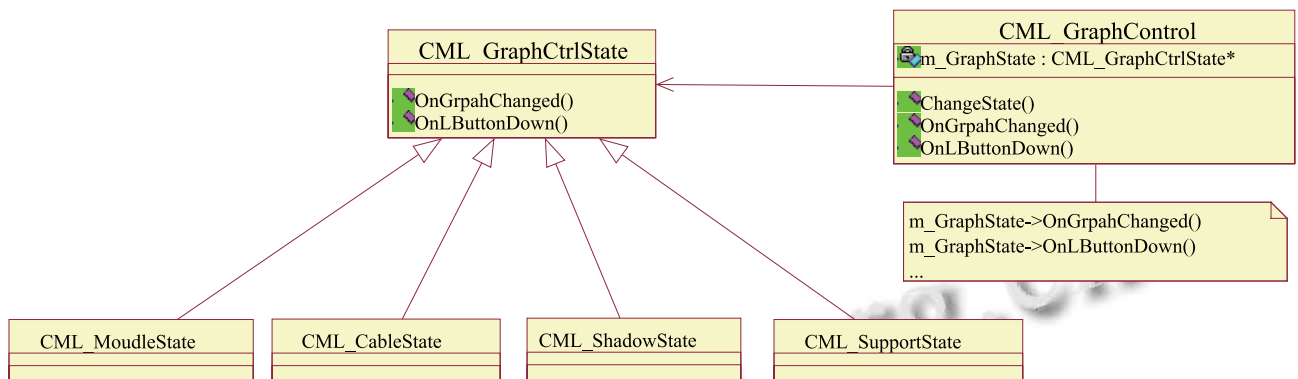 CML_GraphCtrlState
OnGrpahChanged()
OnLButtonDown()
CML_GraphControl
m_GraphState : CML_GraphCtrlState*
ChangeState()
OnGrpahChanged()
OnLButtonDown()
m_GraphState->OnGrpahChanged()
m_GraphState->OnLButtonDown()
...
CML_MoudleState
CML_CableState
CML_ShadowState
CML_SupportState